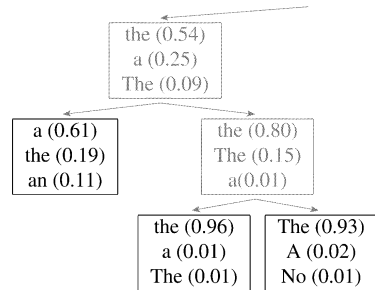 the (0.54)
a (0.25)
The (0.09)
a (0.61)
the (0.19)
an (0.11)
the (0.80)
The (0.15)
a(0.01)
the (0.96)
a (0.01)
The (0.01)
The (0.93)
A (0.02)
No (0.01)